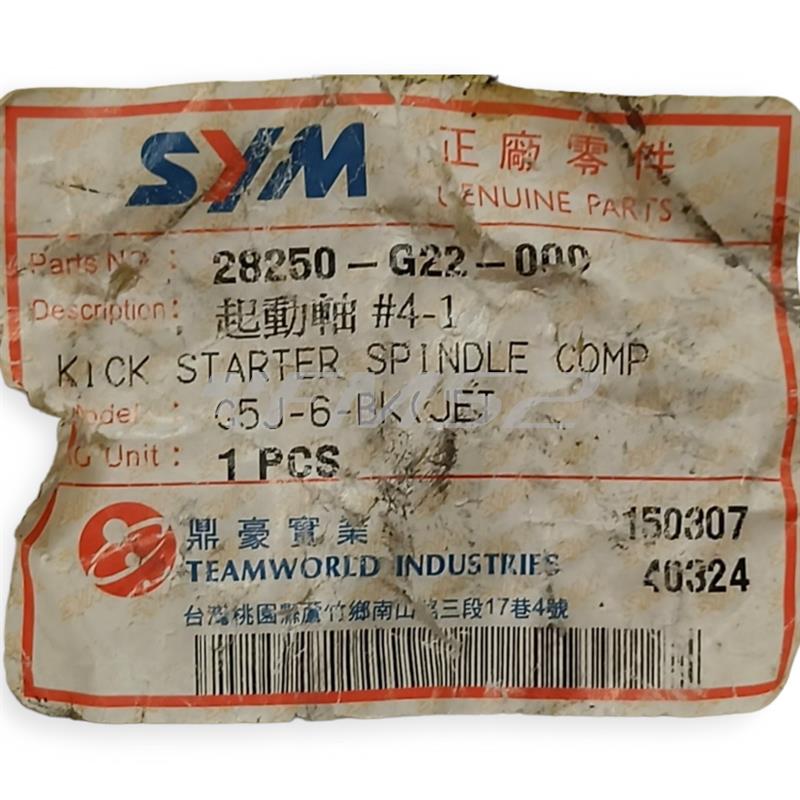 SYM 正廠零件
GENUINE PARTS
Parts NO. : 28250-G22-000
Description: 起動軸 #4-1
KICK STARTER SPINDLE COMP
Model: G5J-6-BK(JET
Unit: 1 PCS
鼎豪實業 150307
TEAMWORLD INDUSTRIES 40324
台灣桃園縣蘆竹鄉南山路三段17巷4號